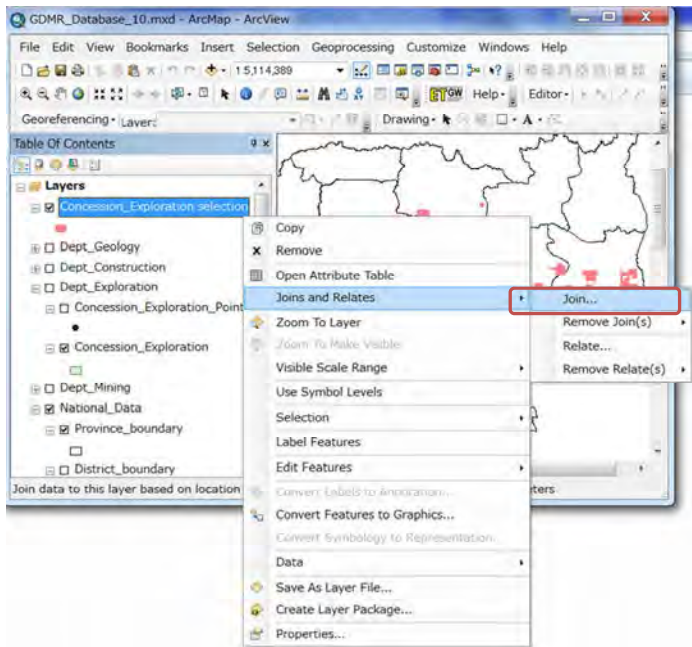 GDMR_Database_10.mxd - ArcMap - ArcView
File Edit View Bookmarks Insert Selection Geoprocessing Customize Windows Help
1:5,114,389
ETGW Help Editor
Georeferencing Layer:
Drawing A
Table Of Contents
Layers
Concession_Exploration selection
Dept_Geology
Dept_Construction
Dept_Exploration
Concession_Exploration_Point
Concession_Exploration
Dept_Mining
National_Data
Province_boundary
District_boundary
Join data to this layer based on location
eters
Copy
Remove
Open Attribute Table
Joins and Relates
Zoom To Layer
Zoom To Make Visible
Visible Scale Range
Use Symbol Levels
Selection
Label Features
Edit Features
Convert Labels to Annotation...
Convert Features to Graphics...
Convert Symbology to Representation...
Data
Save As Layer File...
Create Layer Package...
Properties...
Join...
Remove Join(s)
Relate...
Remove Relate(s)